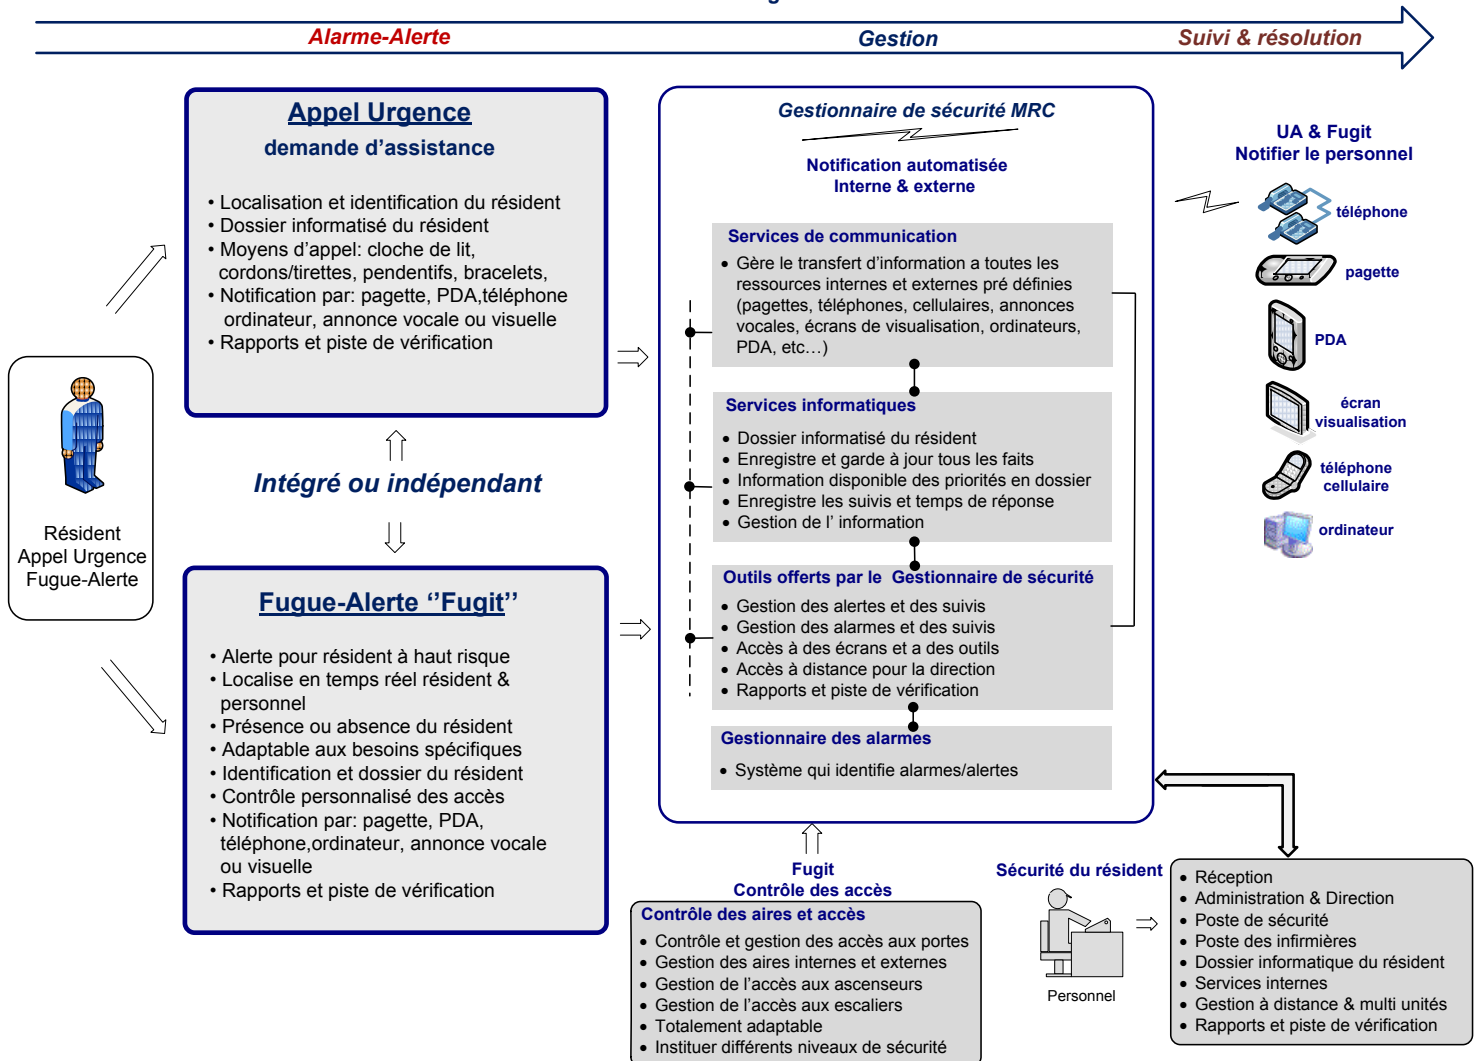 Alarme-Alerte
Gestion
Suivi & résolution
Appel Urgence
demande d’assistance
• Localisation et identification du résident
• Dossier informatisé du résident
• Moyens d’appel: cloche de lit,
cordons/tirettes, pendentifs, bracelets,
• Notification par: pagette, PDA,téléphone
ordinateur, annonce vocale ou visuelle
• Rapports et piste de vérification
Résident
Appel Urgence
Fugue-Alerte
Intégré ou indépendant
Fugue-Alerte ‘‘Fugit’’
• Alerte pour résident à haut risque
• Localise en temps réel résident &
personnel
• Présence ou absence du résident
• Adaptable aux besoins spécifiques
• Identification et dossier du résident
• Contrôle personnalisé des accès
• Notification par: pagette, PDA,
téléphone,ordinateur, annonce vocale
ou visuelle
• Rapports et piste de vérification
Gestionnaire de sécurité MRC
Notification automatisée
Interne & externe
Services de communication
• Gère le transfert d’information a toutes les
ressources internes et externes pré définies
(pagettes, téléphones, cellulaires, annonces
vocales, écrans de visualisation, ordinateurs,
PDA, etc…)
Services informatiques
• Dossier informatisé du résident
• Enregistre et garde à jour tous les faits
• Information disponible des priorités en dossier
• Enregistre les suivis et temps de réponse
• Gestion de l’ information
Outils offerts par le Gestionnaire de sécurité
• Gestion des alertes et des suivis
• Gestion des alarmes et des suivis
• Accès à des écrans et a des outils
• Accès à distance pour la direction
• Rapports et piste de vérification
Gestionnaire des alarmes
• Système qui identifie alarmes/alertes
UA & Fugit
Notifier le personnel
téléphone
pagette
PDA
écran
visualisation
téléphone
cellulaire
ordinateur
Fugit
Contrôle des accès
Contrôle des aires et accès
• Contrôle et gestion des accès aux portes
• Gestion des aires internes et externes
• Gestion de l’accès aux ascenseurs
• Gestion de l’accès aux escaliers
• Totalement adaptable
• Instituer différents niveaux de sécurité
Sécurité du résident
Personnel
• Réception
• Administration & Direction
• Poste de sécurité
• Poste des infirmières
• Dossier informatique du résident
• Services internes
• Gestion à distance & multi unités
• Rapports et piste de vérification